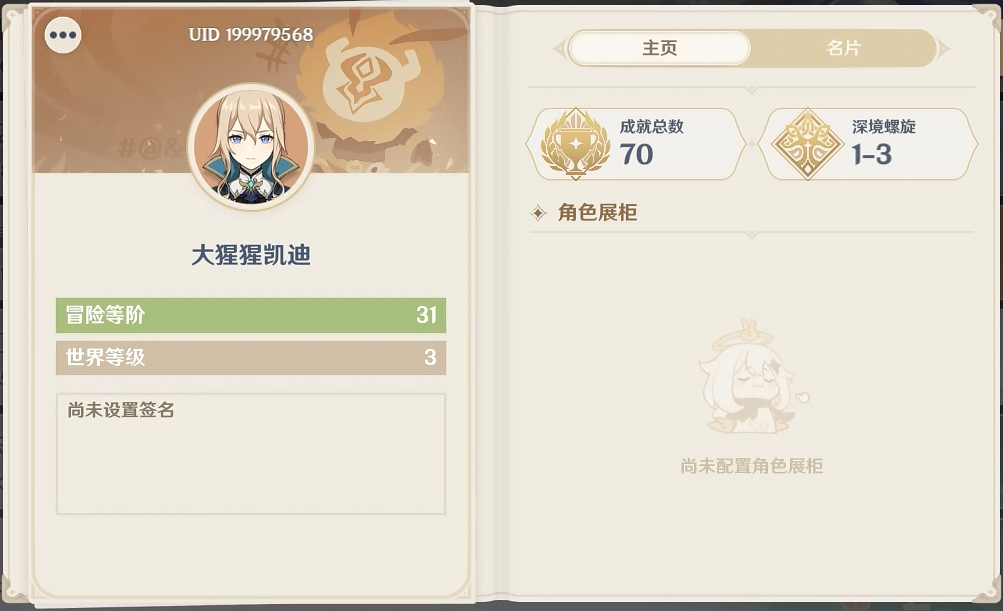 UID 199979568
#@&
大猩猩凯迪
冒险等阶 31
世界等级 3
尚未设置签名
主页 名片
成就总数
70
深境螺旋
1-3
角色展柜
尚未配置角色展柜